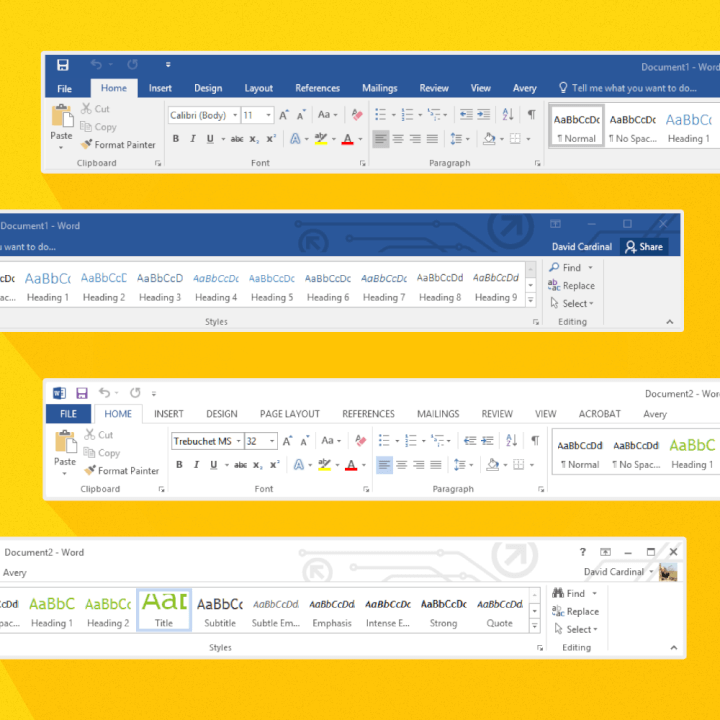 Document1 - Word
File Home Insert Design Layout References Mailings Review View Avery Tell me what you want to do...
Cut
Copy
Paste
Format Painter
Calibri (Body) 11 Aa
B I U abc x₂ x² A aby A
AaBbCcDc AaBbCcDc AaBbCc
¶ Normal ¶ No Spac... Heading 1
Clipboard Font Paragraph
Document1 - Word
want to do... David Cardinal Share
AaBbCc AaBbCcC AaBbCcD AaBbCcDc AaBbCcDc AaBbCcDc AaBbCcDc AaBbCcDd AaBbCcDd
ac... Heading 1 Heading 2 Heading 3 Heading 4 Heading 5 Heading 6 Heading 7 Heading 8 Heading 9
Find
Replace
Select
Styles Editing
Document2 - Wor
FILE HOME INSERT DESIGN PAGE LAYOUT REFERENCES MAILINGS REVIEW VIEW ACROBAT Avery
Cut
Copy
Paste
Format Painter
Trebuchet MS 32 Aa
B I U abc x₂ x² A aby A
AaBbCcDd AaBbCcDd AaBbC
¶ Normal ¶ No Spac... Heading 1
Clipboard Font Paragraph
Document2 - Word ?
Avery David Cardinal
AaBbC AaBbCc AaB AaBbCc AaBbCcDd AaBbCcDd AaBbCcDc AaBbCcDc AaBbCcDd
pac... Heading 1 Heading 2 Title Subtitle Subtle Em... Emphasis Intense E... Strong Quote
Find
Replace
Select
Styles Editing